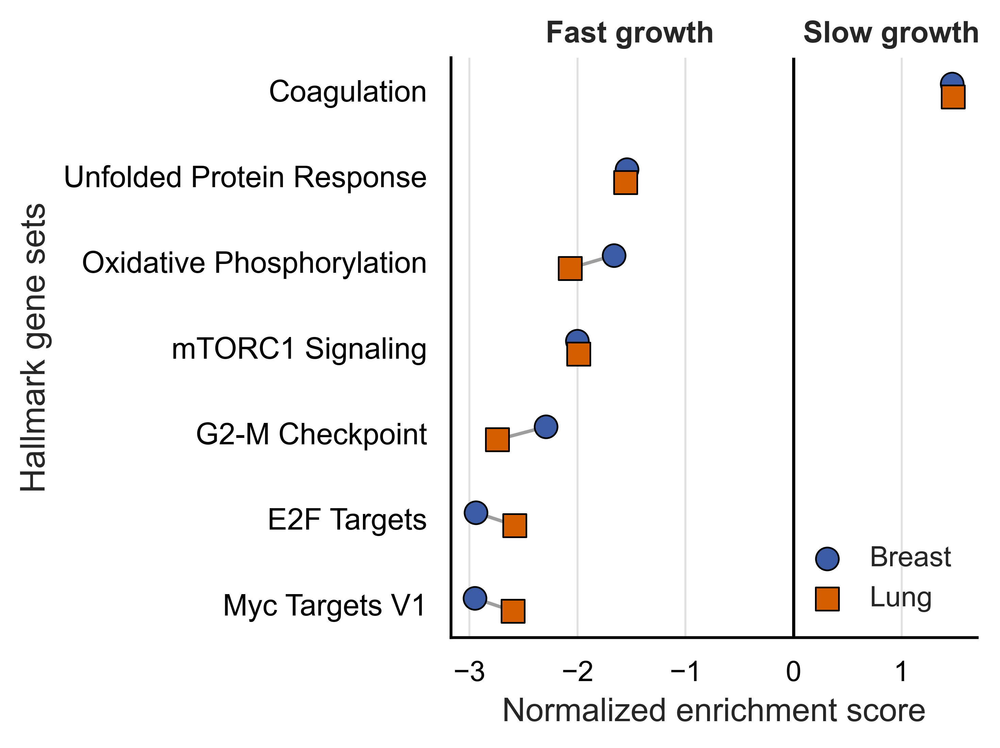 Fast growth
Slow growth
Hallmark gene sets
Coagulation
Unfolded Protein Response
Oxidative Phosphorylation
mTORC1 Signaling
G2-M Checkpoint
E2F Targets
Myc Targets V1
Breast
Lung
−3 −2 −1 0 1
Normalized enrichment score